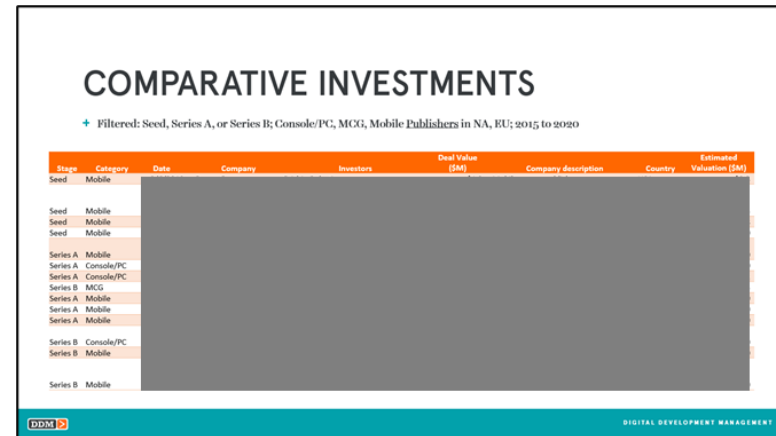 COMPARATIVE INVESTMENTS
+ Filtered: Seed, Series A, or Series B; Console/PC, MCG, Mobile Publishers in NA, EU; 2015 to 2020
Stage Category Date Company Investors Deal Value ($M) Company description Country Estimated Valuation ($M)
Seed Mobile
Seed Mobile
Seed Mobile
Seed Mobile
Series A Mobile
Series A Console/PC
Series A Console/PC
Series B MCG
Series A Mobile
Series A Mobile
Series A Mobile
Series B Console/PC
Series B Mobile
Series B Mobile
DDM
DIGITAL DEVELOPMENT MANAGEMENT